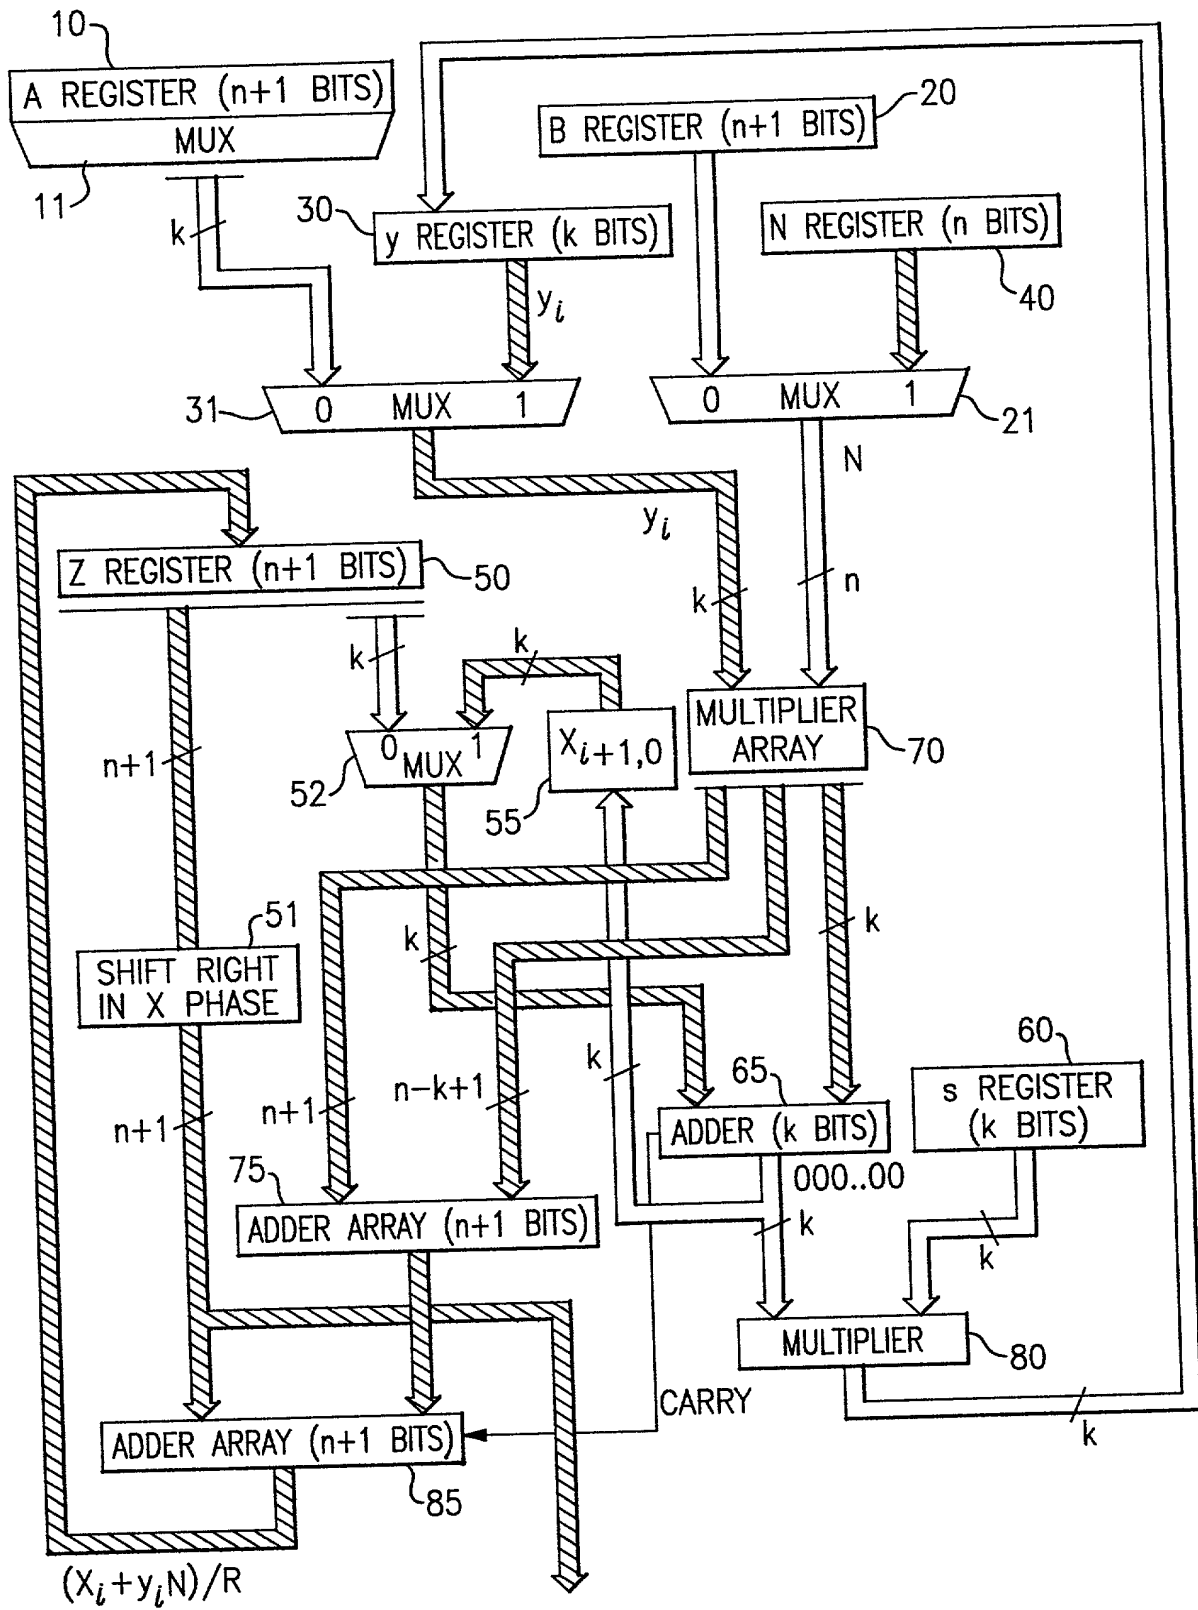 10
A REGISTER (n+1 BITS)
MUX
11
k
20
B REGISTER (n+1 BITS)
30
y REGISTER (k BITS)
N REGISTER (n BITS)
40
yi
31
0 MUX 1
0 MUX 1
21
N
yi
Z REGISTER (n+1 BITS)
50
k
n
k
k
n+1
0 MUX 1
52
Xi+1,0
55
MULTIPLIER
ARRAY
70
51
SHIFT RIGHT
IN X PHASE
k
k
n+1
n+1
n-k+1
k
65
ADDER (k BITS)
000..00
60
s REGISTER
(k BITS)
75
ADDER ARRAY (n+1 BITS)
k
k
MULTIPLIER
80
CARRY
k
ADDER ARRAY (n+1 BITS)
85
(Xi+yiN)/R